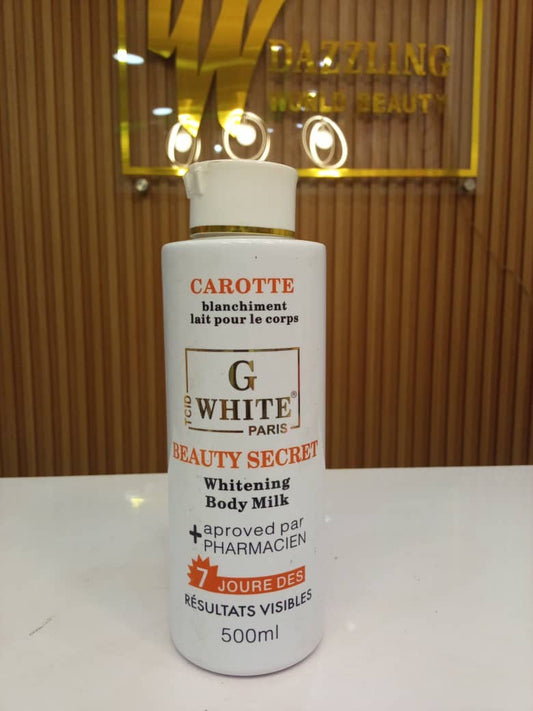 W DAZZLING
WORLD BEAUTY
CAROTTE
blanchiment
lait pour le corps
TCID
G
WHITE®
PARIS
BEAUTY SECRET
Whitening
Body Milk
+aproved par
PHARMACIEN
7 JOURE DES
RÉSULTATS VISIBLES
500ml